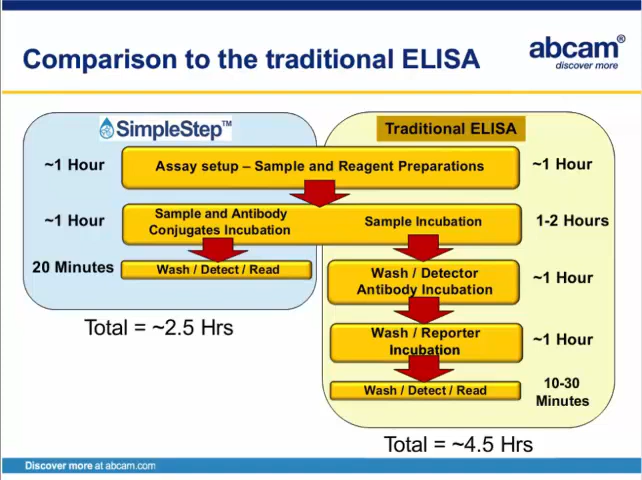 Comparison to the traditional ELISA
abcam®
discover more
SimpleStep™
Traditional ELISA
~1 Hour
Assay setup – Sample and Reagent Preparations
~1 Hour
~1 Hour
Sample and Antibody
Conjugates Incubation
Sample Incubation
1-2 Hours
20 Minutes
Wash / Detect / Read
Wash / Detector
Antibody Incubation
~1 Hour
Total = ~2.5 Hrs
Wash / Reporter
Incubation
~1 Hour
Wash / Detect / Read
10-30
Minutes
Total = ~4.5 Hrs
Discover more at abcam.com